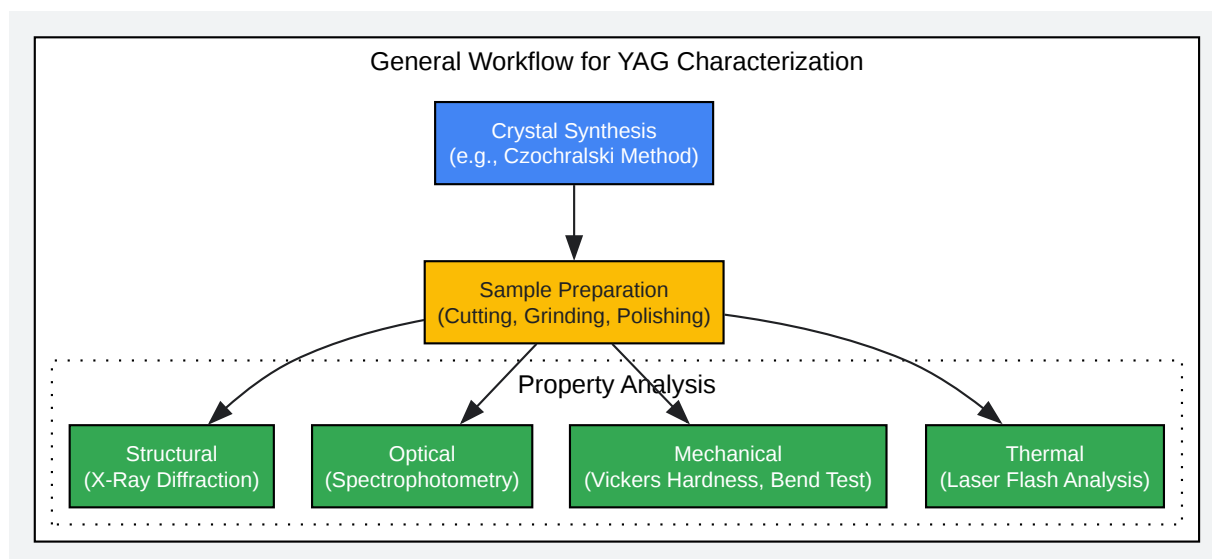 General Workflow for YAG Characterization
Crystal Synthesis
(e.g., Czochralski Method)
Sample Preparation
(Cutting, Grinding, Polishing)
Property Analysis
Structural
(X-Ray Diffraction)
Optical
(Spectrophotometry)
Mechanical
(Vickers Hardness, Bend Test)
Thermal
(Laser Flash Analysis)